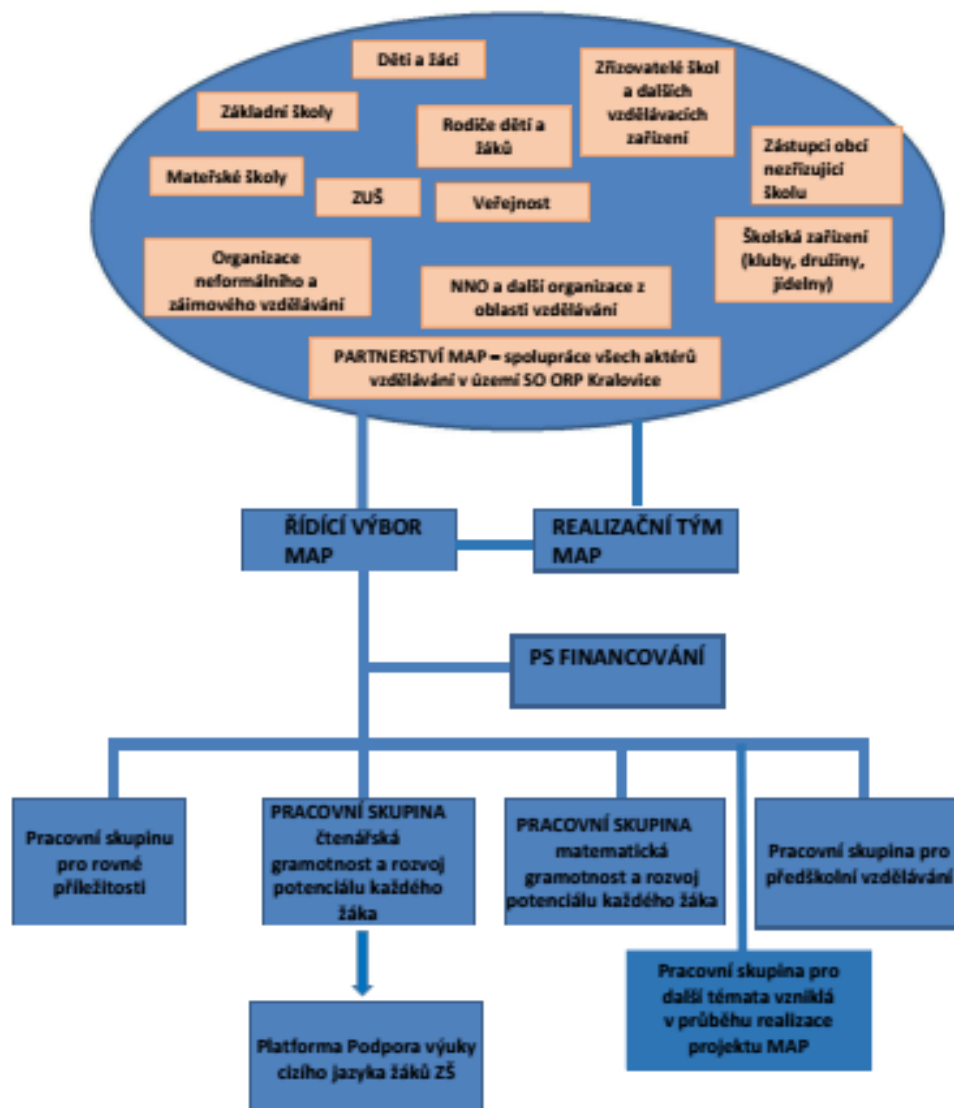 Děti a žáci
Zřizovatelé škol
a dalších
vzdělávacích
zařízení
Základní školy
Rodiče dětí a
žáků
Zástupci obcí
nezřizující
školu
Mateřské školy
ZUŠ
Veřejnost
Školská zařízení
(kluby, družiny,
jídelny)
Organizace
neformálního a
zájmového vzdělávání
NNO a další organizace z
oblasti vzdělávání
PARTNERSTVÍ MAP – spolupráce všech aktérů
vzdělávání v území SO ORP Kralovice
ŘÍDÍCÍ VÝBOR
MAP
REALIZAČNÍ TÝM
MAP
PS FINANCOVÁNÍ
Pracovní skupinu
pro rovné
příležitosti
PRACOVNÍ SKUPINA
čtenářská
gramotnost a rozvoj
potenciálu každého
žáka
PRACOVNÍ SKUPINA
matematická
gramotnost a rozvoj
potenciálu každého žáka
Pracovní skupina pro
předškolní vzdělávání
Pracovní skupina pro
další témata vzniklá
v průběhu realizace
projektu MAP
Platforma Podpora výuky
cizího jazyka žáků ZŠ